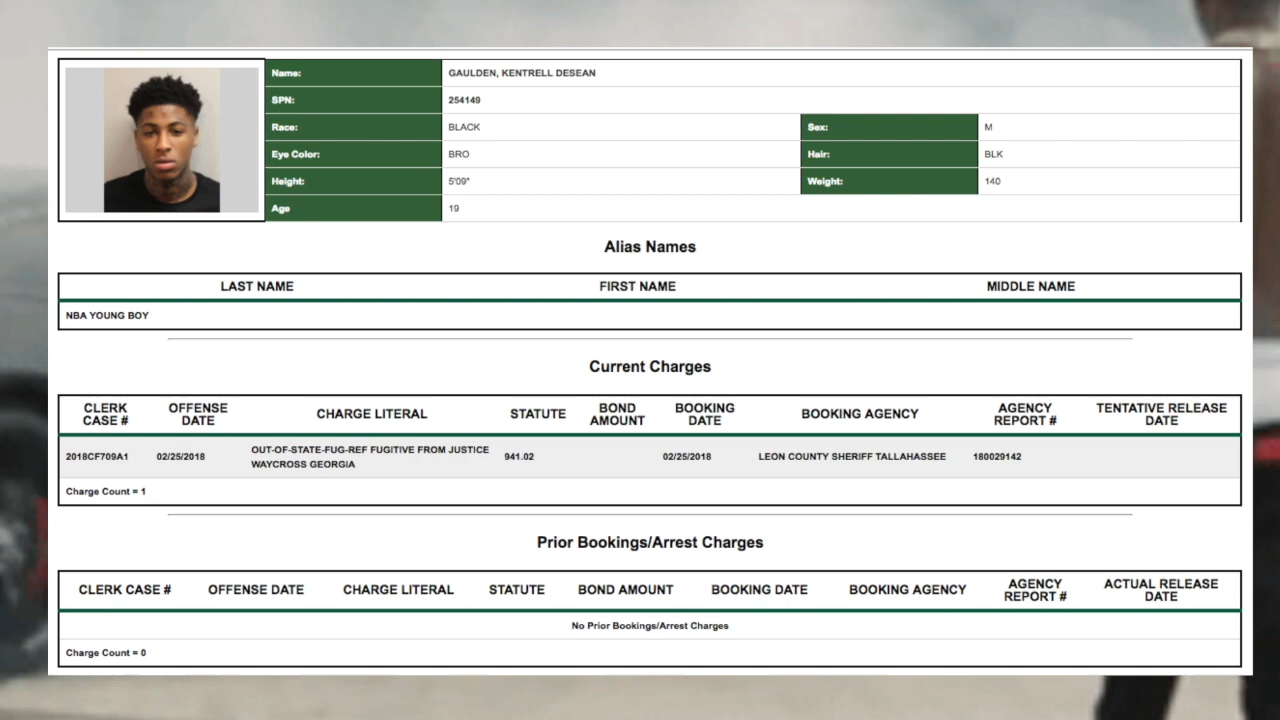 Name: GAULDEN, KENTRELL DESEAN
SPN: 254149
Race: BLACK Sex: M
Eye Color: BRO Hair: BLK
Height: 5'09" Weight: 140
Age 19
Alias Names
LAST NAME FIRST NAME MIDDLE NAME
NBA YOUNG BOY
Current Charges
CLERK CASE # OFFENSE DATE CHARGE LITERAL STATUTE BOND AMOUNT BOOKING DATE BOOKING AGENCY AGENCY REPORT # TENTATIVE RELEASE DATE
2018CF709A1 02/25/2018 OUT-OF-STATE-FUG-REF FUGITIVE FROM JUSTICE WAYCROSS GEORGIA 941.02 02/25/2018 LEON COUNTY SHERIFF TALLAHASSEE 180029142
Charge Count = 1
Prior Bookings/Arrest Charges
CLERK CASE # OFFENSE DATE CHARGE LITERAL STATUTE BOND AMOUNT BOOKING DATE BOOKING AGENCY AGENCY REPORT # ACTUAL RELEASE DATE
No Prior Bookings/Arrest Charges
Charge Count = 0